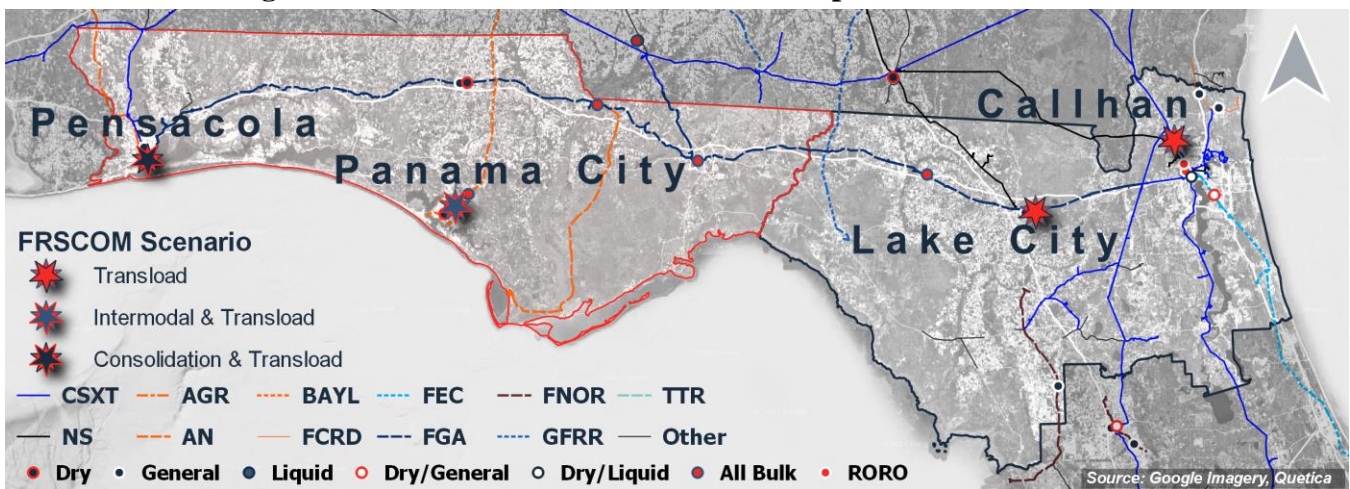 Callhan
Pensacola
Panama City
Lake City
FRSCOM Scenario
Transload
Intermodal & Transload
Consolidation & Transload
CSXT AGR BAYL FEC FNOR TTR
NS AN FCRD FGA GFRR Other
Dry General Liquid Dry/General Dry/Liquid All Bulk RORO
Source: Google Imagery, Quetica